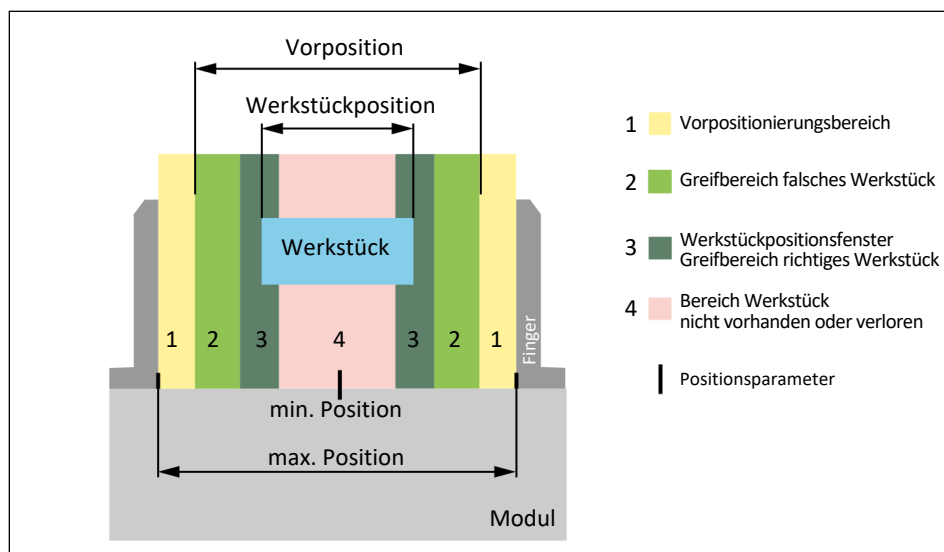 Vorposition
Werkstückposition
Werkstück
1 2 3 4 3 2 1
Finger
min. Position
max. Position
Modul
1 Vorpositionierungsbereich
2 Greifbereich falsches Werkstück
3 Werkstückpositionsfenster
Greifbereich richtiges Werkstück
4 Bereich Werkstück
nicht vorhanden oder verloren
Positionsparameter